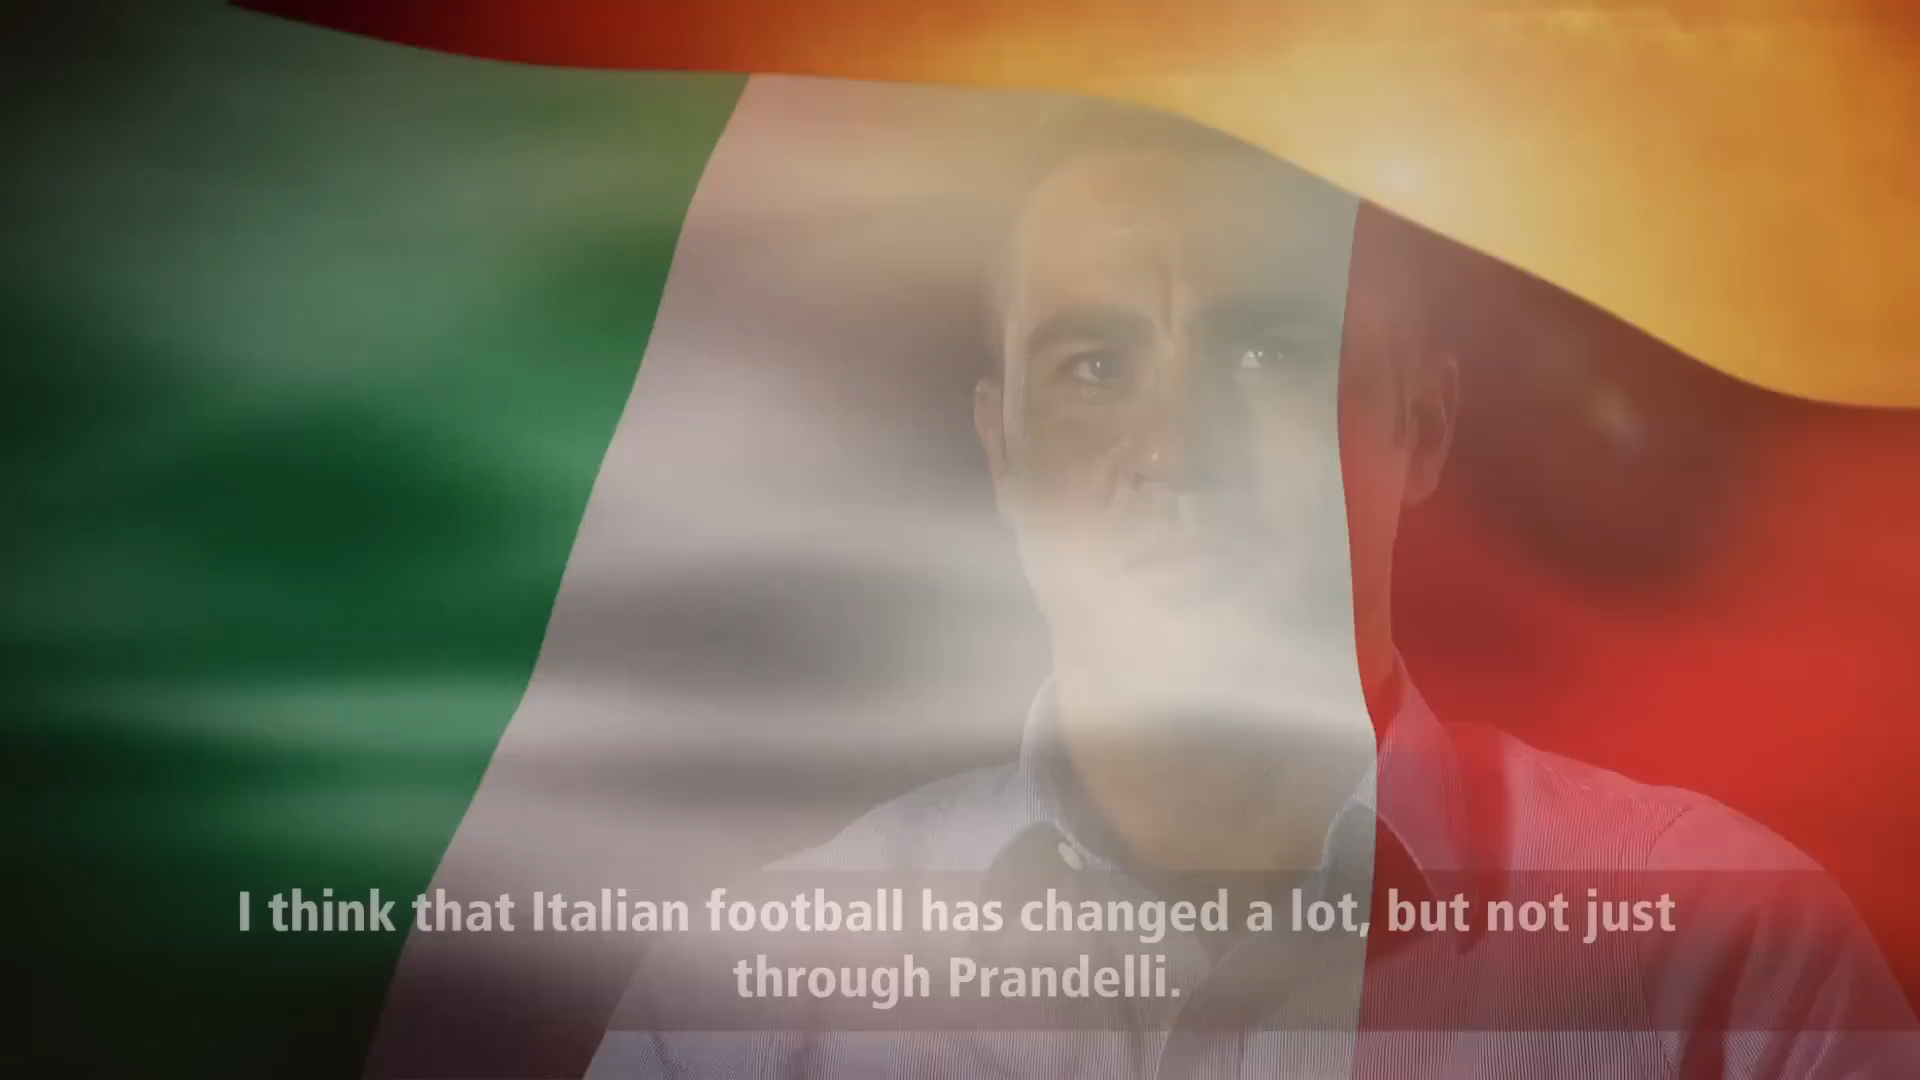 I think that Italian football has changed a lot, but not just
through Prandelli.